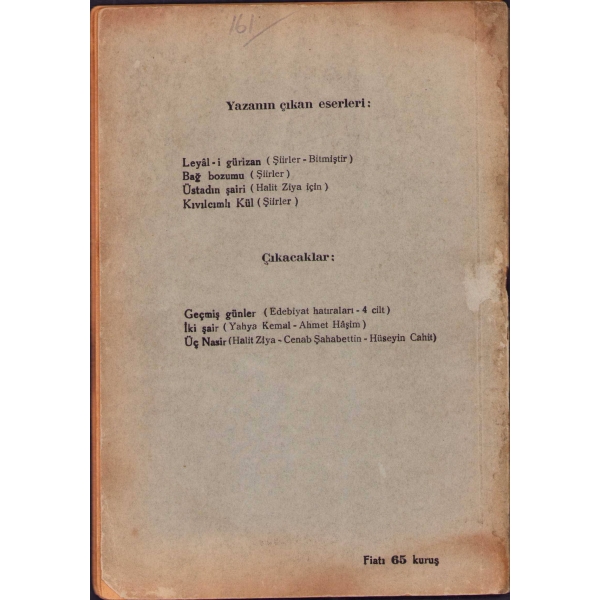 161
Yazanın çıkan eserleri:
Leyâl-i gürizan ( Şiirler - Bitmiştir )
Bağ bozumu ( Şiirler )
Üstadın şairi ( Halit Ziya için )
Kıvılcımlı Kül ( Şiirler )
Çıkacaklar:
Geçmiş günler ( Edebiyat hatıraları - 4 cilt )
İki şair ( Yahya Kemal - Ahmet Hâşim )
Üç Nasir (Halit Ziya - Cenab Şahabettin - Hüseyin Cahit)
Fiatı 65 kuruş